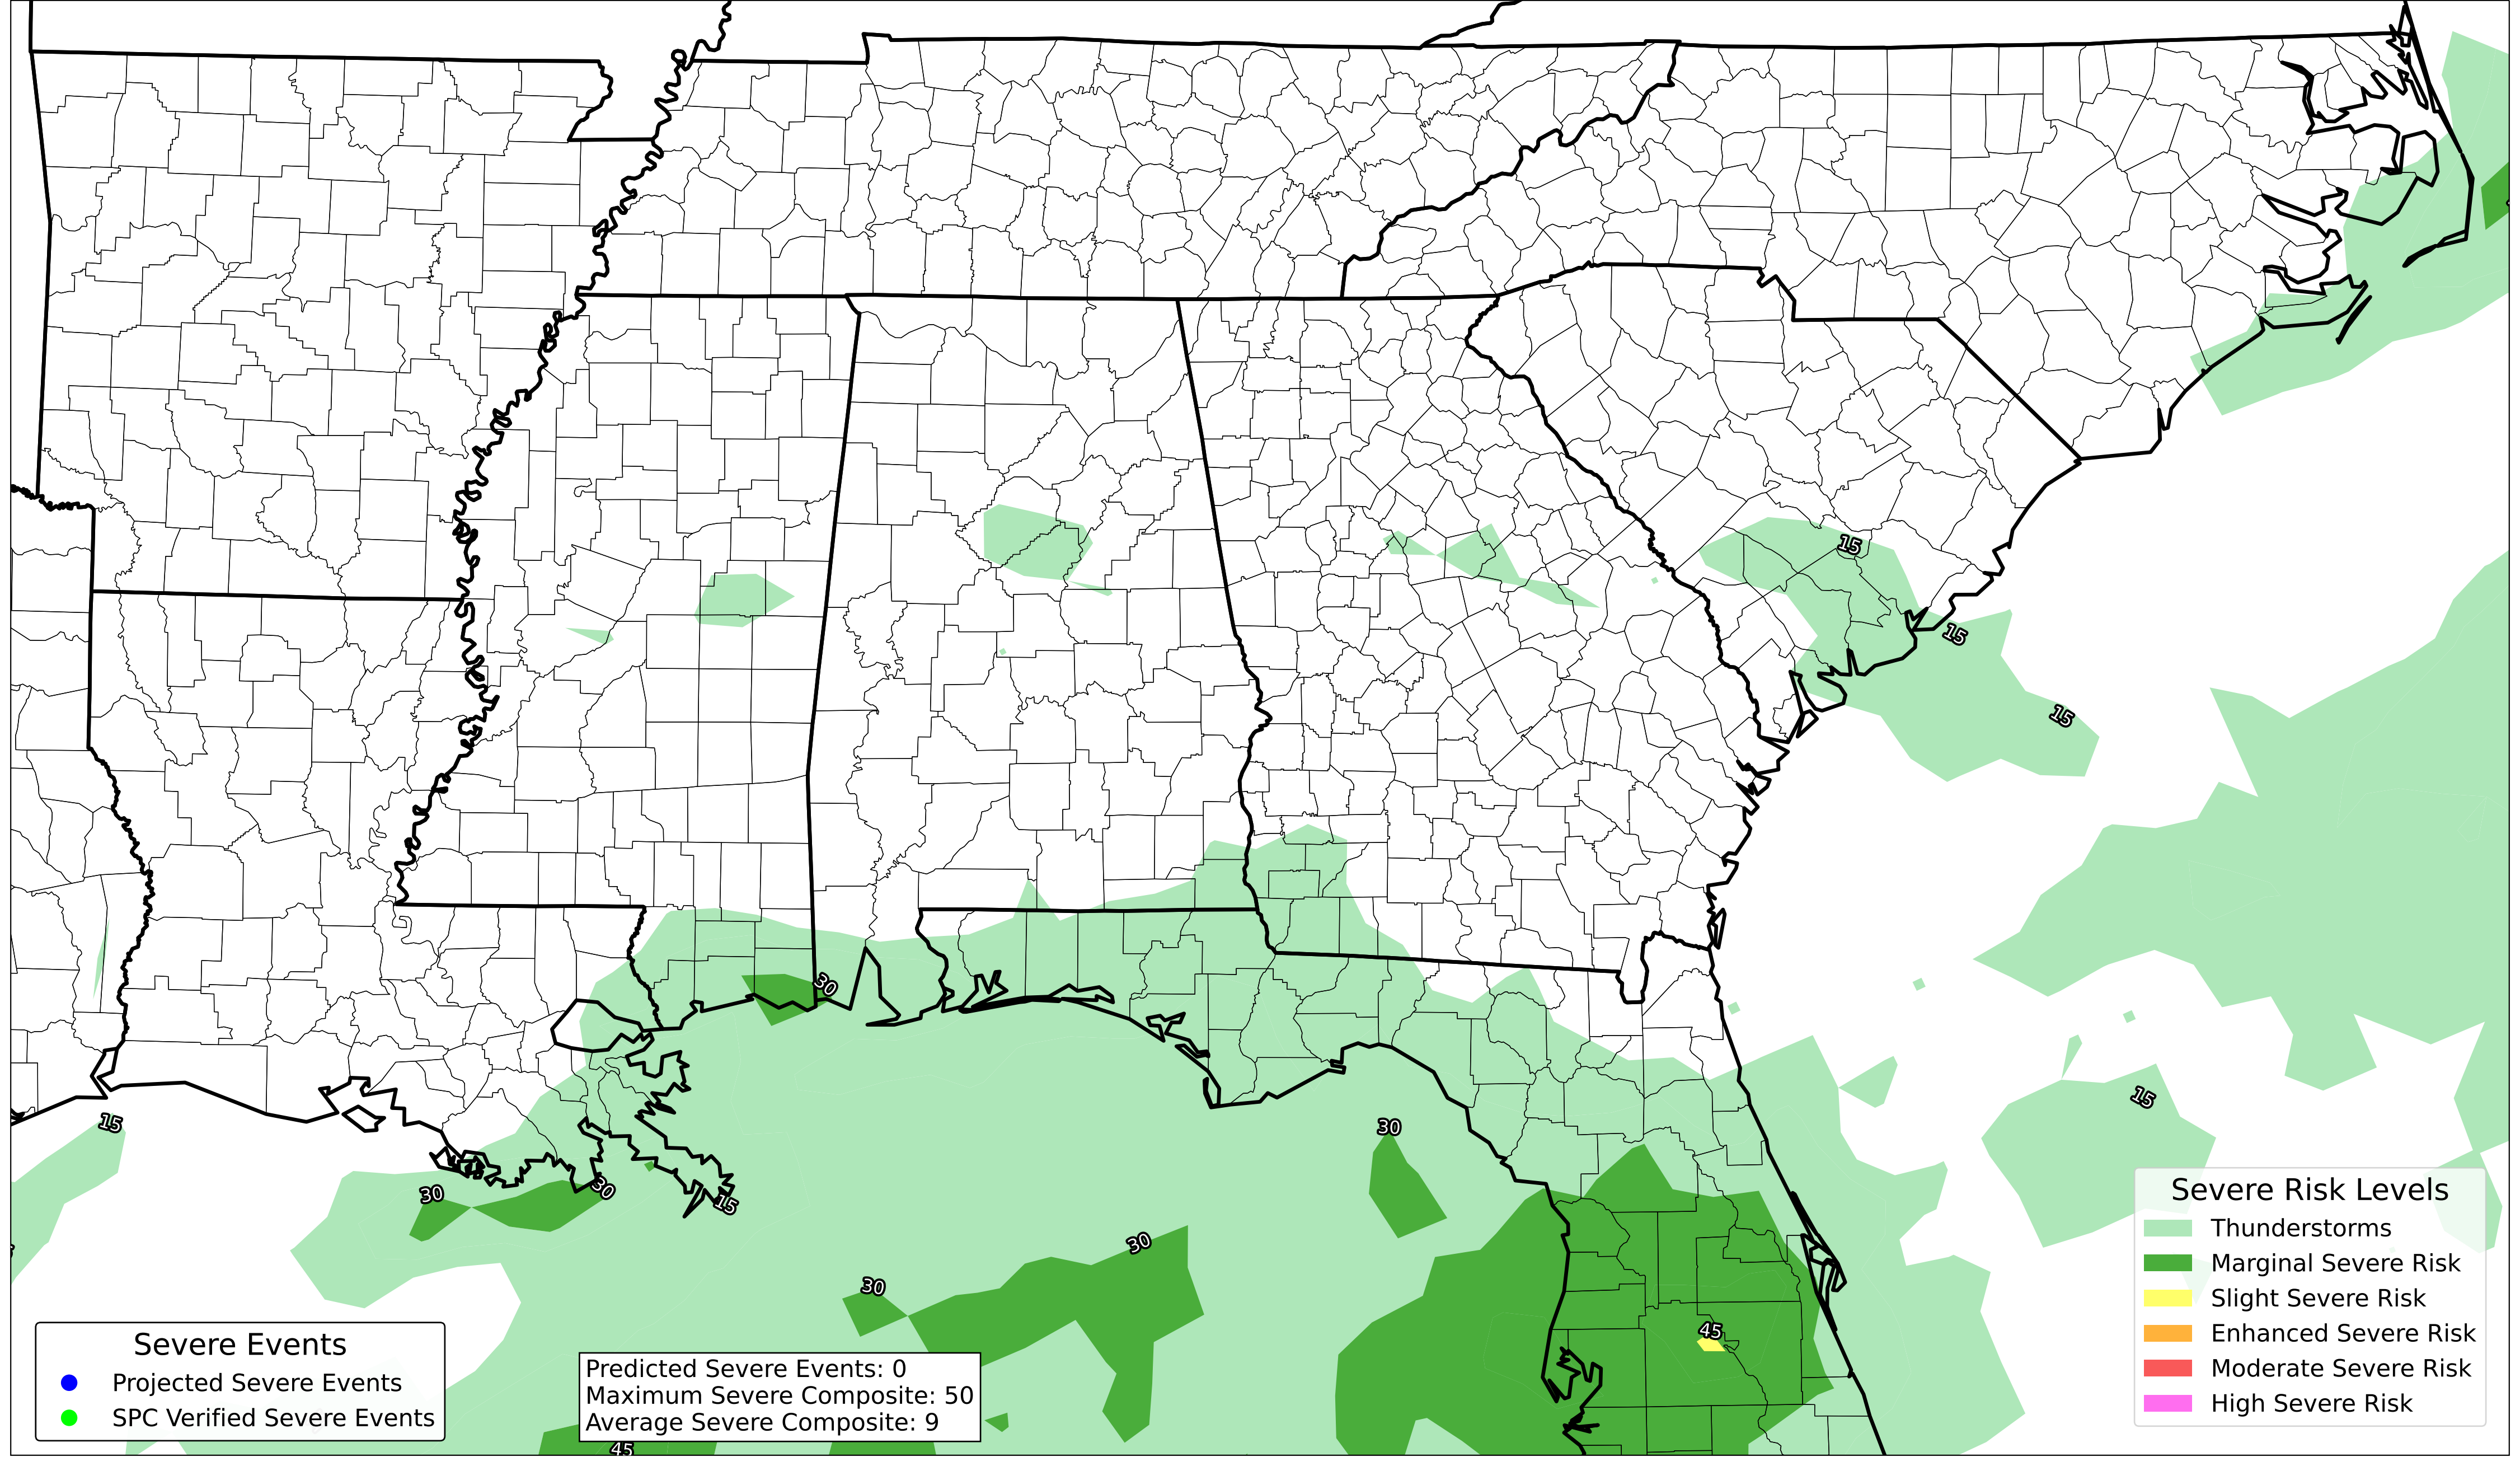 15
15
15
30
15
15
30
30
30
15
30
30
45
45
Severe Risk Levels
Thunderstorms
Marginal Severe Risk
Slight Severe Risk
Enhanced Severe Risk
Moderate Severe Risk
High Severe Risk
Severe Events
Projected Severe Events
SPC Verified Severe Events
Predicted Severe Events: 0
Maximum Severe Composite: 50
Average Severe Composite: 9